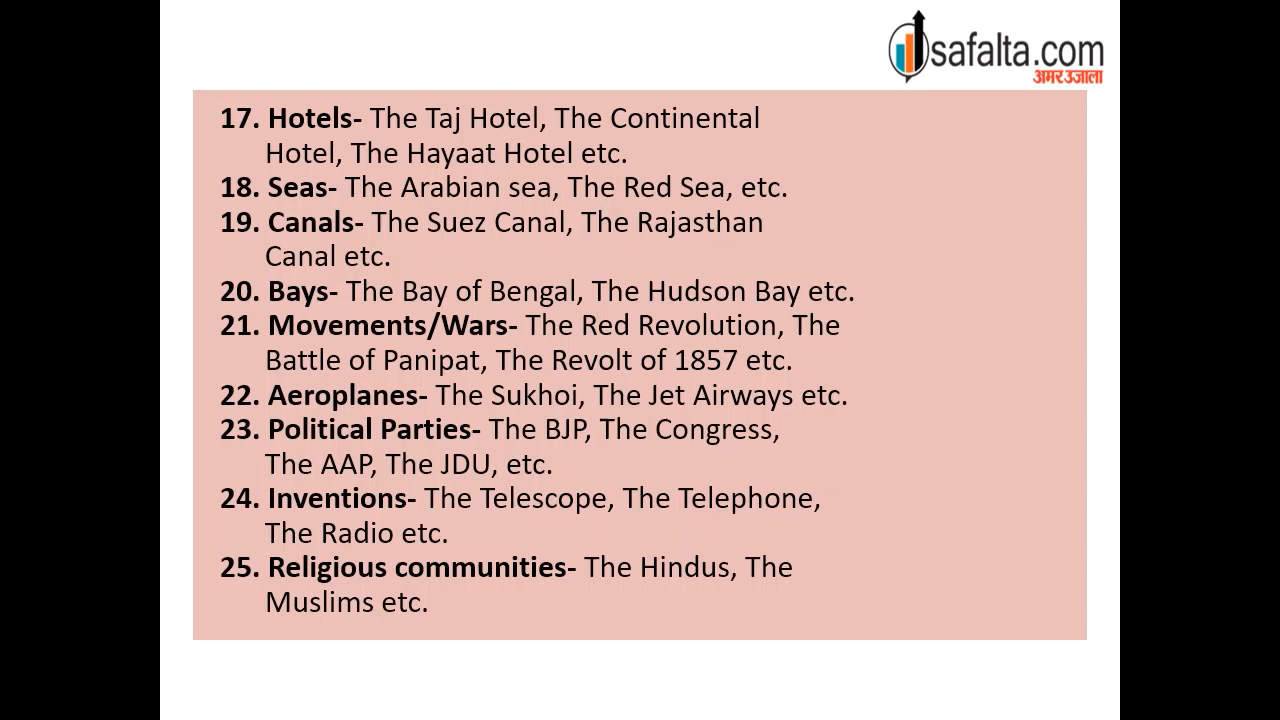 safalta.com
अमर उजाला
17. Hotels- The Taj Hotel, The Continental
Hotel, The Hayaat Hotel etc.
18. Seas- The Arabian sea, The Red Sea, etc.
19. Canals- The Suez Canal, The Rajasthan
Canal etc.
20. Bays- The Bay of Bengal, The Hudson Bay etc.
21. Movements/Wars- The Red Revolution, The
Battle of Panipat, The Revolt of 1857 etc.
22. Aeroplanes- The Sukhoi, The Jet Airways etc.
23. Political Parties- The BJP, The Congress,
The AAP, The JDU, etc.
24. Inventions- The Telescope, The Telephone,
The Radio etc.
25. Religious communities- The Hindus, The
Muslims etc.